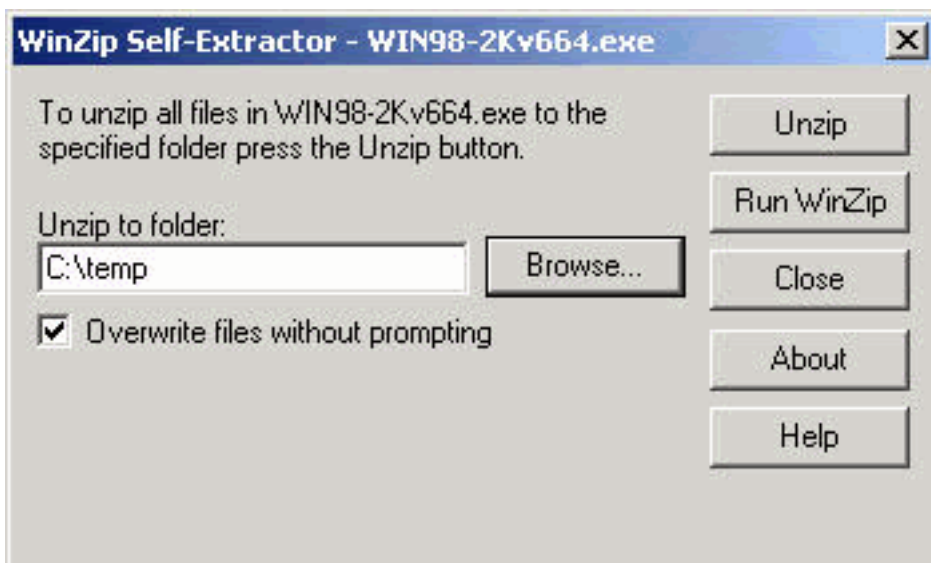 WinZip Self-Extractor - WIN98-2Kv664.exe
To unzip all files in WIN98-2Kv664.exe to the
specified folder press the Unzip button.
Unzip to folder:
C:\temp
Browse...
Overwrite files without prompting
Unzip
Run WinZip
Close
About
Help